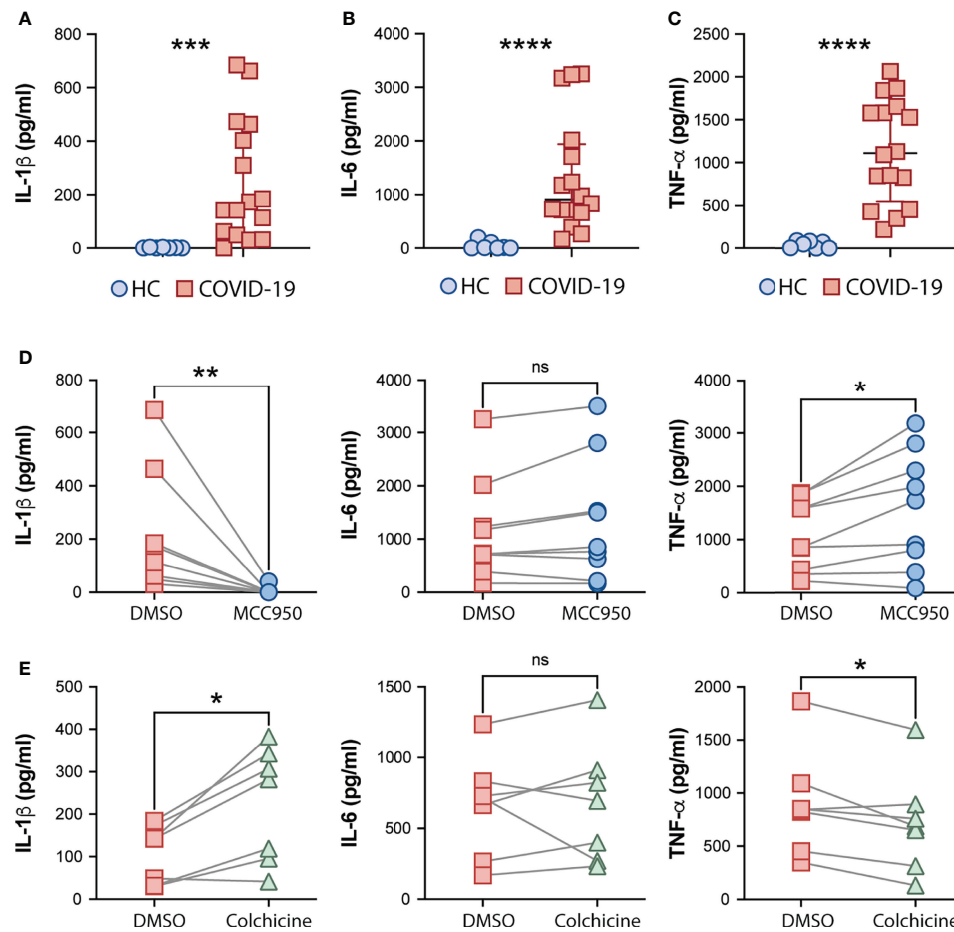 A
IL-1β (pg/ml)
800
600
400
200
0
***
HC COVID-19
B
IL-6 (pg/ml)
4000
3000
2000
1000
0
****
HC COVID-19
C
TNF-α (pg/ml)
2500
2000
1500
1000
500
0
****
HC COVID-19
D
IL-1β (pg/ml)
800
600
400
200
0
**
DMSO MCC950
IL-6 (pg/ml)
4000
3000
2000
1000
0
ns
DMSO MCC950
TNF-α (pg/ml)
4000
3000
2000
1000
0
*
DMSO MCC950
E
IL-1β (pg/ml)
500
400
300
200
100
0
*
DMSO Colchicine
IL-6 (pg/ml)
1500
1000
500
0
ns
DMSO Colchicine
TNF-α (pg/ml)
2000
1500
1000
500
0
*
DMSO Colchicine